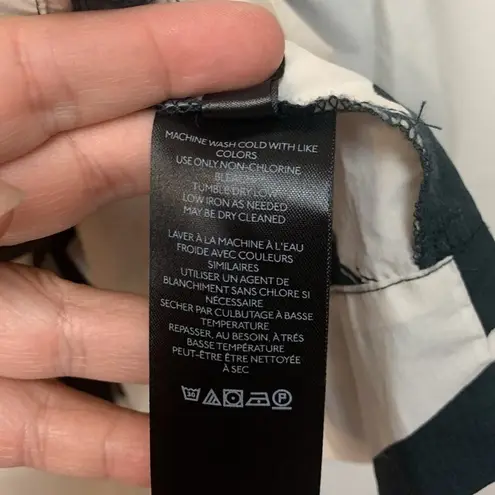 MACHINE WASH COLD WITH LIKE
COLORS
USE ONLY NON-CHLORINE
BLEACH
TUMBLE DRY LOW
LOW IRON AS NEEDED
MAY BE DRY CLEANED
LAVER À LA MACHINE À L'EAU
FROIDE AVEC COULEURS
SIMILAIRES
UTILISER UN AGENT DE
BLANCHIMENT SANS CHLORE SI
NÉCESSAIRE
SECHER PAR CULBUTAGE À BASSE
TEMPERATURE
REPASSER, AU BESOIN, À TRÈS
BASSE TEMPÉRATURE
PEUT-ÊTRE ÊTRE NETTOYÉE
À SEC
30 P